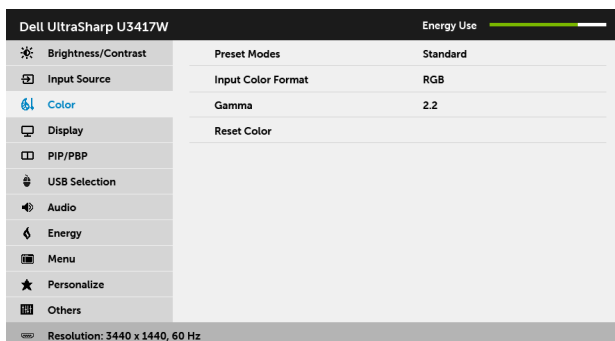 Dell UltraSharp U3417W Energy Use
Brightness/Contrast Preset Modes Standard
Input Source Input Color Format RGB
Color Gamma 2.2
Display Reset Color
PIP/PBP
USB Selection
Audio
Energy
Menu
Personalize
Others
Resolution: 3440 x 1440, 60 Hz